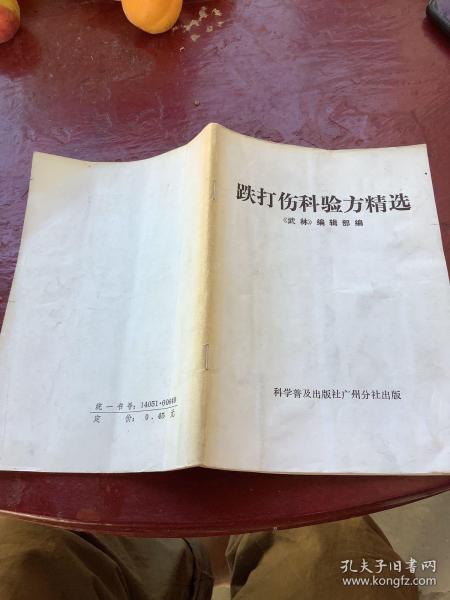 跌打伤科验方精选
《武林》编辑部编
科学普及出版社广州分社出版
统一书号：14051·60669
定 价： 0.45 元
孔夫子旧书网
www.kongfz.com